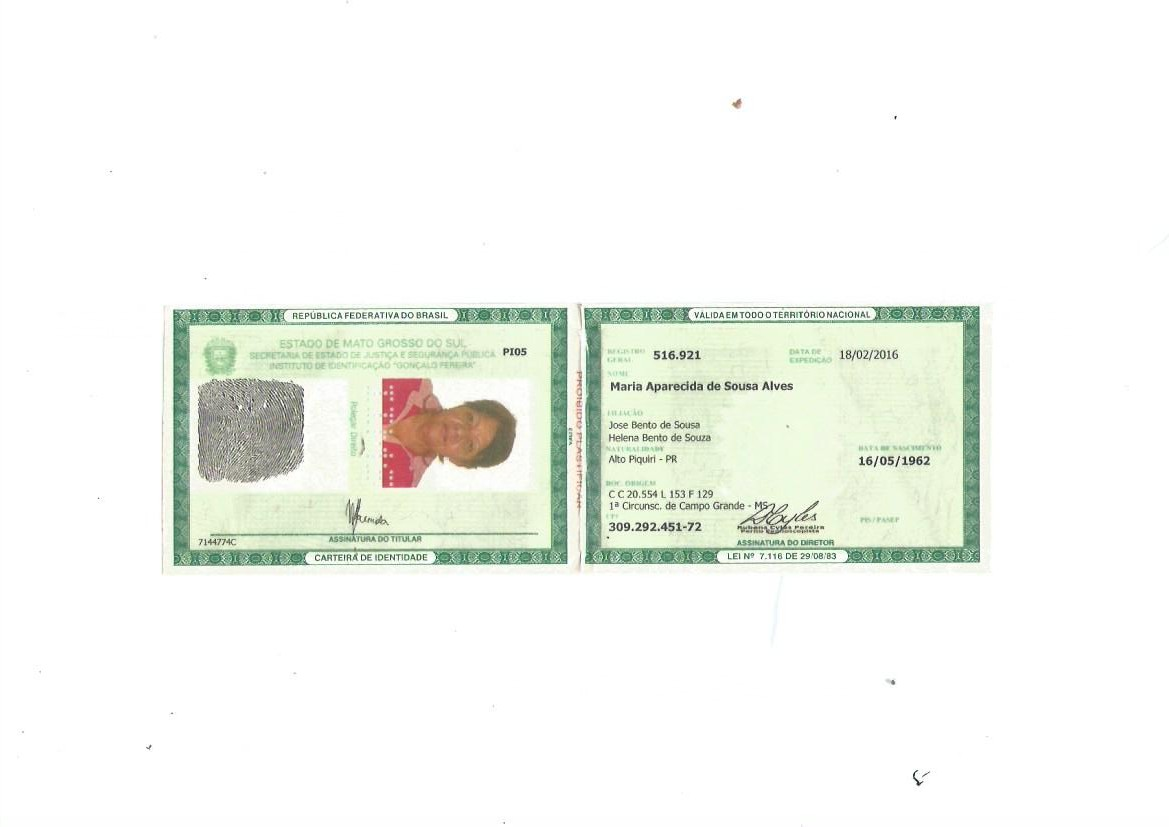 REPÚBLICA FEDERATIVA DO BRASIL
ESTADO DE MATO GROSSO DO SUL
SECRETARIA DE ESTADO DE JUSTIÇA E SEGURANÇA PÚBLICA
INSTITUTO DE IDENTIFICAÇÃO "GONÇALO PEREIRA"
PI05
Polegar Direito
7144774C
ASSINATURA DO TITULAR
CARTEIRA DE IDENTIDADE
PROIBIDO PLASTIFICAR
VÁLIDA EM TODO O TERRITÓRIO NACIONAL
REGISTRO GERAL 516.921 DATA DE EXPEDIÇÃO 18/02/2016
NOME
Maria Aparecida de Sousa Alves
FILIAÇÃO
Jose Bento de Sousa
Helena Bento de Souza
NATURALIDADE DATA DE NASCIMENTO
Alto Piquiri - PR 16/05/1962
DOC. ORIGEM
C C 20.554 L 153 F 129
1ª Circunsc. de Campo Grande - MS
CPF PIS / PASEP
309.292.451-72
ASSINATURA DO DIRETOR
LEI Nº 7.116 DE 29/08/83